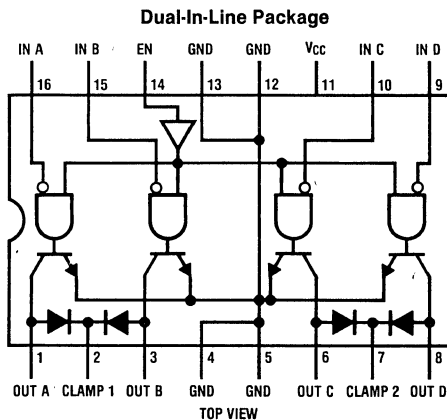 Dual-In-Line Package
IN A IN B EN GND GND VCC IN C IN D
16 15 14 13 12 11 10 9
1 2 3 4 5 6 7 8
OUT A CLAMP 1 OUT B GND GND OUT C CLAMP 2 OUT D
TOP VIEW